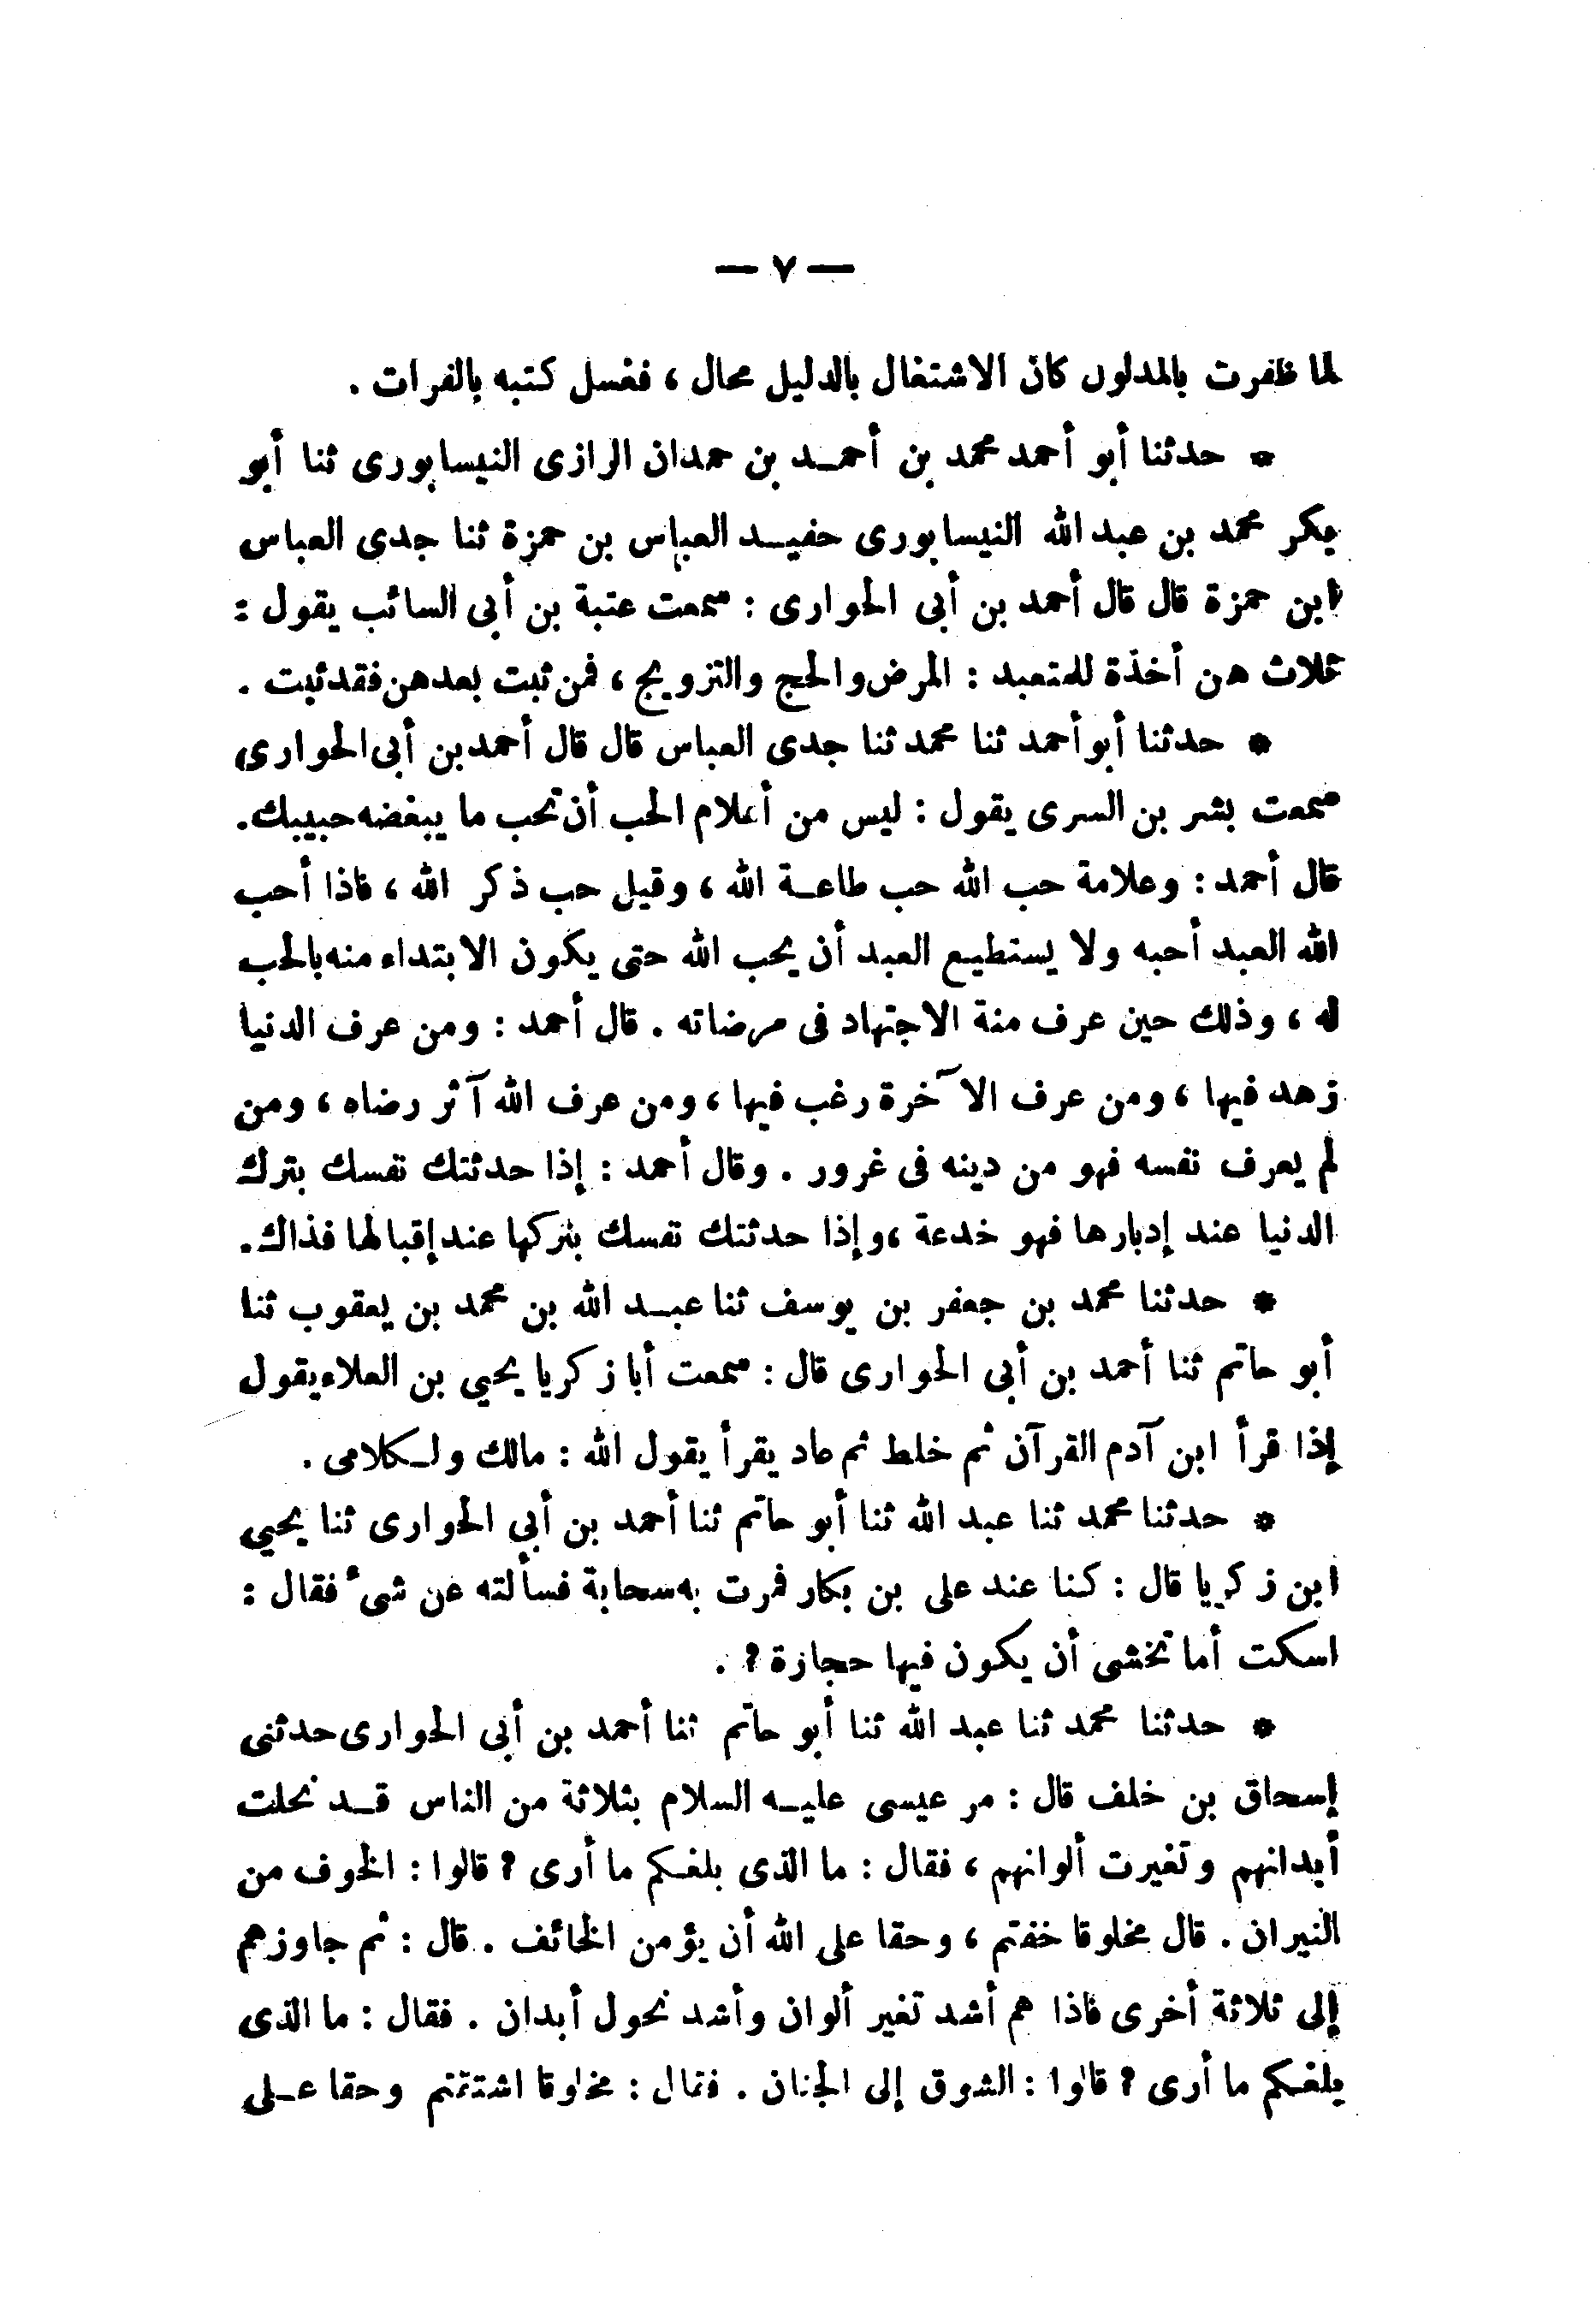 — ٧ —
لما ظفرت بالمدلول كان الاشتغال بالدليل محال ، فغسل كتبه بالفرات .
* حدثنا أبو أحمد محمد بن أحمد بن حمدان الرازى النيسابورى ثنا أبو
بكر محمد بن عبد الله النيسابورى حفيد العباس بن حمزة ثنا جدى العباس
ابن حمزة قال قال أحمد بن أبى الحوارى : سمعت عتبة بن أبى السائب يقول :
ثلاث هن أخذة للمتعبد : المرض والحج والتزويج ، فمن ثبت بعدهن فقد ثبت .
* حدثنا أبو أحمد ثنا محمد ثنا جدى العباس قال قال أحمد بن أبى الحوارى
سمعت بشر بن السرى يقول : ليس من أعلام الحب أن تحب ما يبغضه حبيبك .
قال أحمد : وعلامة حب الله حب طاعة الله ، وقيل حب ذكر الله ، فاذا أحب
الله العبد أحبه ولا يستطيع العبد أن يحب الله حتى يكون الابتداء منه بالحب
له ، وذلك حين عرف منة الاجتهاد فى مرضاته . قال أحمد : ومن عرف الدنيا
زهد فيها ، ومن عرف الآخرة رغب فيها ، ومن عرف الله آثر رضاه ، ومن
لم يعرف نفسه فهو من دينه فى غرور . وقال أحمد : إذا حدثتك نفسك بترك
الدنيا عند إدبارها فهو خدعة ، وإذا حدثتك نفسك بتركها عند إقبالها فذاك .
* حدثنا محمد بن جعفر بن يوسف ثنا عبد الله بن محمد بن يعقوب ثنا
أبو حاتم ثنا أحمد بن أبى الحوارى قال : سمعت أبا زكريا يحيي بن العلاء يقول
إذا قرأ ابن آدم القرآن ثم خلط ثم عاد يقرأ يقول الله : مالك ولكلامى .
* حدثنا محمد ثنا عبد الله ثنا أبو حاتم ثنا أحمد بن أبي الحوارى ثنا يحيي
ابن زكريا قال : كنا عند على بن بكار فمرت به سحابة فسألته عن شىء فقال :
اسكت أما تخشى أن يكون فيها حجازة ؟ .
* حدثنا محمد ثنا عبد الله ثنا أبو حاتم ثنا أحمد بن أبى الحوارى حدثنى
إسحاق بن خلف قال : مر عيسى عليه السلام بثلاثة من الناس قد نحلت
أبدانهم وتغيرت ألوانهم ، فقال : ما الذى بلغكم ما أرى ؟ قالوا : الخوف من
النيران . قال مخلوقا خفتم ، وحقا على الله أن يؤمن الخائف . قال : ثم جاوزهم
إلى ثلاثة أخرى فاذا هم أشد تغير ألوان وأشد نحول أبدان . فقال : ما الذى
بلغكم ما أرى ؟ قالوا : الشوق إلى الجنان . فقال : مخلوقا اشتقتم وحقا على